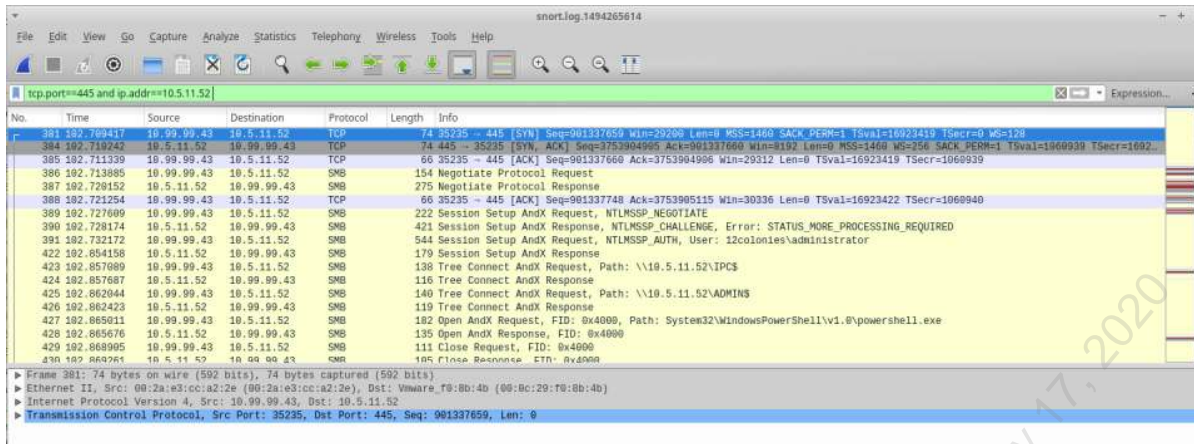 snort.log.1494265614
File Edit View Go Capture Analyze Statistics Telephony Wireless Tools Help
tcp.port==445 and ip.addr==10.5.11.52 Expression...
No. Time Source Destination Protocol Length Info
381 102.709417 10.99.99.43 10.5.11.52 TCP 74 35235 → 445 [SYN] Seq=901337659 Win=29200 Len=0 MSS=1460 SACK_PERM=1 TSval=16923419 TSecr=0 WS=128
384 102.710242 10.5.11.52 10.99.99.43 TCP 74 445 → 35235 [SYN, ACK] Seq=3753904905 Ack=901337660 Win=8192 Len=0 MSS=1460 WS=256 SACK_PERM=1 TSval=1060939 TSecr=1692…
385 102.711339 10.99.99.43 10.5.11.52 TCP 66 35235 → 445 [ACK] Seq=901337660 Ack=3753904906 Win=29312 Len=0 TSval=16923419 TSecr=1060939
386 102.713885 10.99.99.43 10.5.11.52 SMB 154 Negotiate Protocol Request
387 102.720152 10.5.11.52 10.99.99.43 SMB 275 Negotiate Protocol Response
388 102.721254 10.99.99.43 10.5.11.52 TCP 66 35235 → 445 [ACK] Seq=901337748 Ack=3753905115 Win=30336 Len=0 TSval=16923422 TSecr=1060940
389 102.727609 10.99.99.43 10.5.11.52 SMB 222 Session Setup AndX Request, NTLMSSP_NEGOTIATE
390 102.728174 10.5.11.52 10.99.99.43 SMB 421 Session Setup AndX Response, NTLMSSP_CHALLENGE, Error: STATUS_MORE_PROCESSING_REQUIRED
391 102.732172 10.99.99.43 10.5.11.52 SMB 544 Session Setup AndX Request, NTLMSSP_AUTH, User: 12colonies\administrator
422 102.854158 10.5.11.52 10.99.99.43 SMB 179 Session Setup AndX Response
423 102.857089 10.99.99.43 10.5.11.52 SMB 138 Tree Connect AndX Request, Path: \\10.5.11.52\IPC$
424 102.857687 10.5.11.52 10.99.99.43 SMB 116 Tree Connect AndX Response
425 102.862044 10.99.99.43 10.5.11.52 SMB 140 Tree Connect AndX Request, Path: \\10.5.11.52\ADMIN$
426 102.862423 10.5.11.52 10.99.99.43 SMB 119 Tree Connect AndX Response
427 102.865011 10.99.99.43 10.5.11.52 SMB 182 Open AndX Request, FID: 0x4000, Path: System32\WindowsPowerShell\v1.0\powershell.exe
428 102.865676 10.5.11.52 10.99.99.43 SMB 135 Open AndX Response, FID: 0x4000
429 102.868905 10.99.99.43 10.5.11.52 SMB 111 Close Request, FID: 0x4000
430 102.869261 10.5.11.52 10.99.99.43 SMB 105 Close Response, FID: 0x4000
Frame 381: 74 bytes on wire (592 bits), 74 bytes captured (592 bits)
Ethernet II, Src: 00:2a:e3:cc:a2:2e (00:2a:e3:cc:a2:2e), Dst: Vmware_f0:8b:4b (00:0c:29:f0:8b:4b)
Internet Protocol Version 4, Src: 10.99.99.43, Dst: 10.5.11.52
Transmission Control Protocol, Src Port: 35235, Dst Port: 445, Seq: 901337659, Len: 0
17, 2020